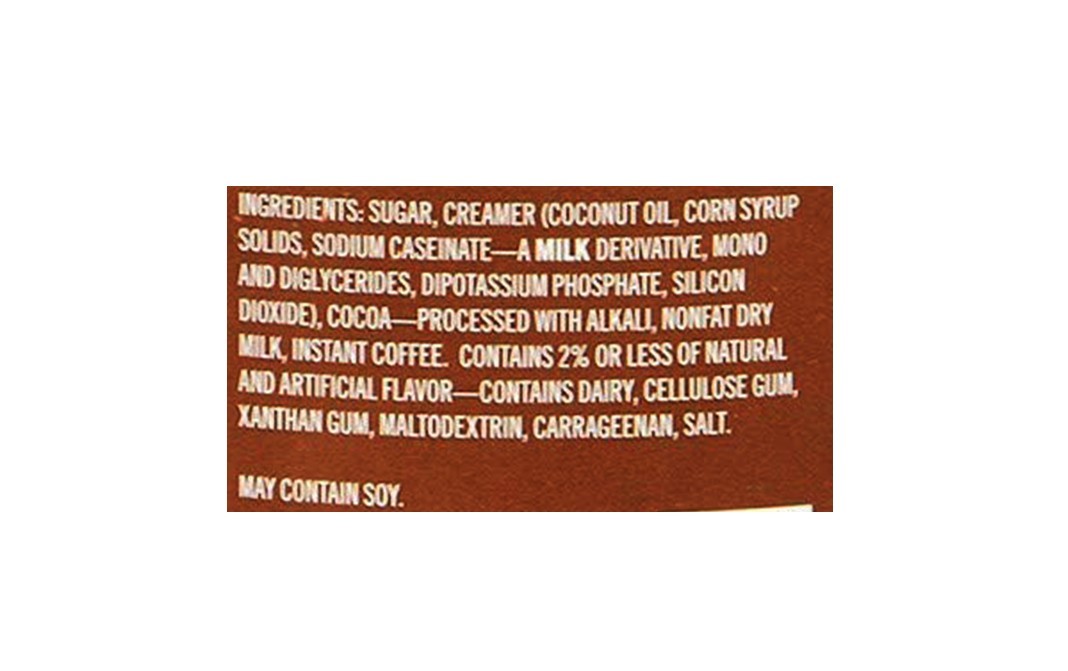 INGREDIENTS: SUGAR, CREAMER (COCONUT OIL, CORN SYRUP
SOLIDS, SODIUM CASEINATE—A MILK DERIVATIVE, MONO
AND DIGLYCERIDES, DIPOTASSIUM PHOSPHATE, SILICON
DIOXIDE), COCOA—PROCESSED WITH ALKALI, NONFAT DRY
MILK, INSTANT COFFEE. CONTAINS 2% OR LESS OF NATURAL
AND ARTIFICIAL FLAVOR—CONTAINS DAIRY, CELLULOSE GUM,
XANTHAN GUM, MALTODEXTRIN, CARRAGEENAN, SALT.
MAY CONTAIN SOY.